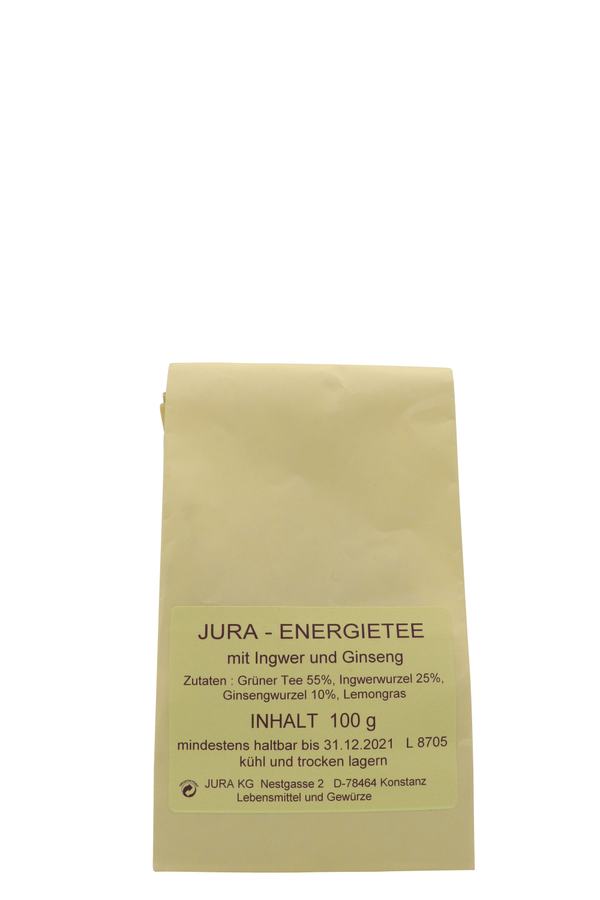 JURA - ENERGIETEE
mit Ingwer und Ginseng
Zutaten : Grüner Tee 55%, Ingwerwurzel 25%,
Ginsengwurzel 10%, Lemongras
INHALT 100 g
mindestens haltbar bis 31.12.2021 L 8705
kühl und trocken lagern
JURA KG Nestgasse 2 D-78464 Konstanz
Lebensmittel und Gewürze